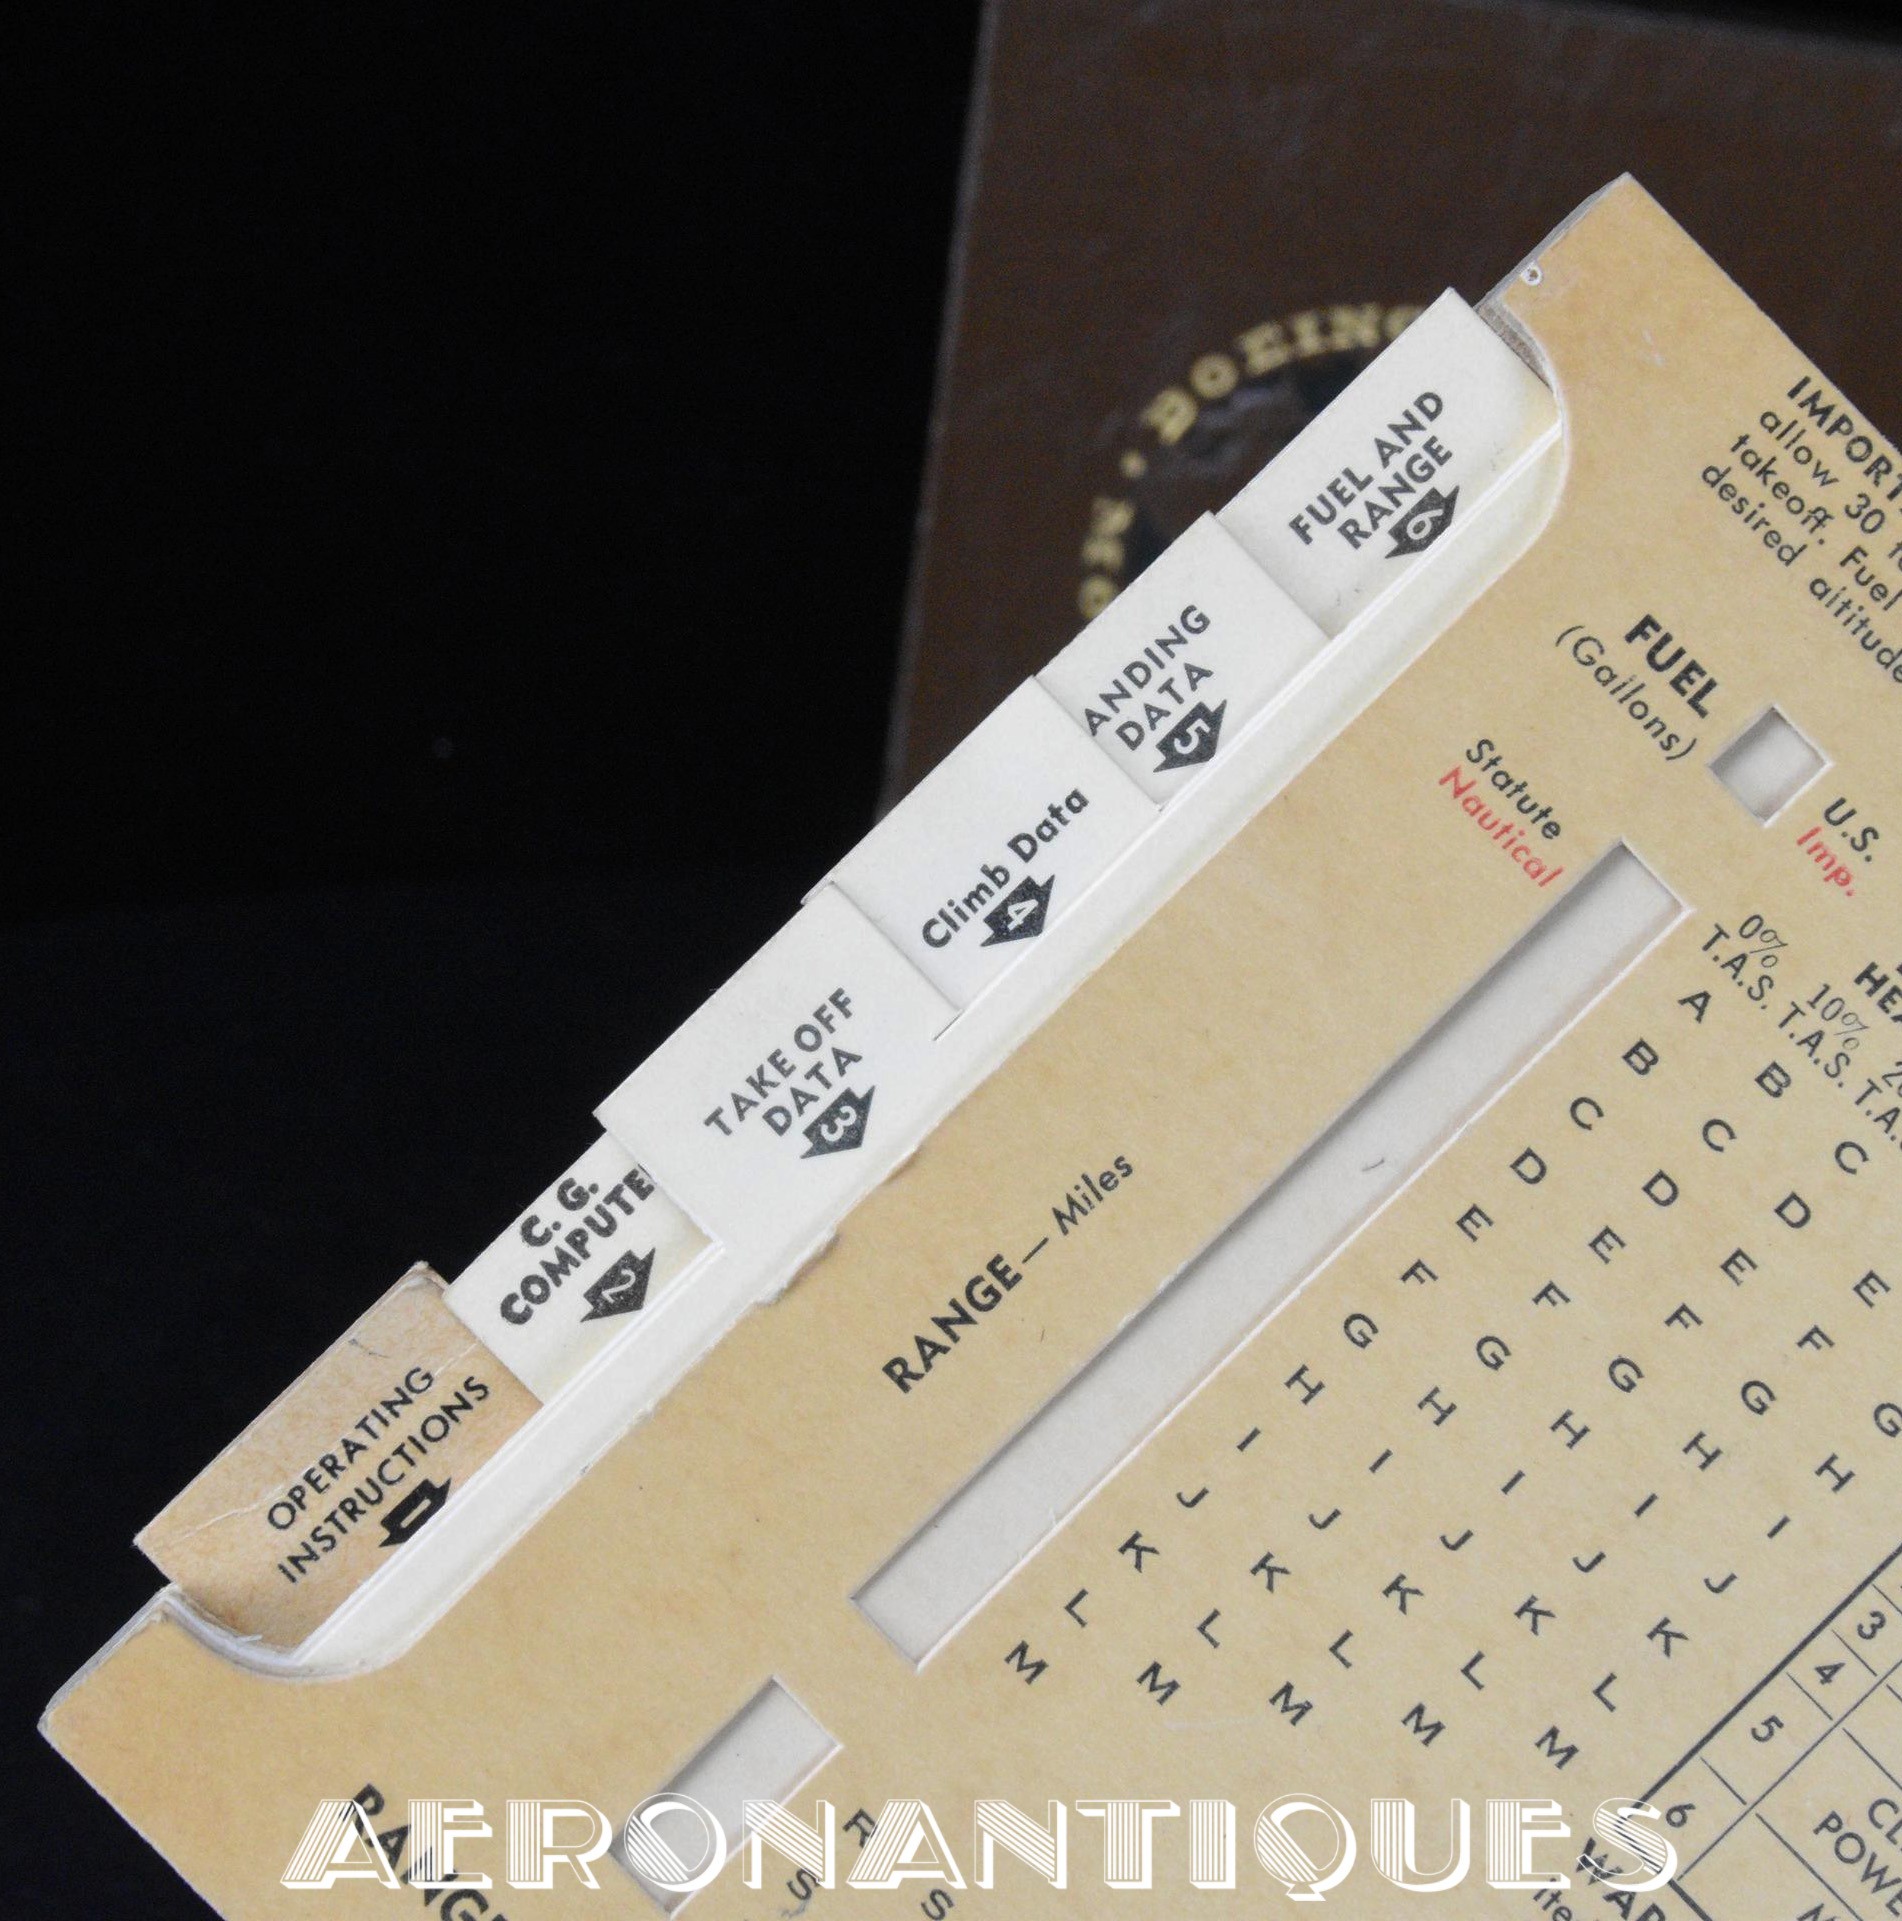 BOEING
FUEL AND
RANGE
6
ANDING
DATA
5
Climb Data
4
TAKE OFF
DATA
3
C. G.
COMPUTE
2
OPERATING
INSTRUCTIONS
1
allow 30
takeoff. Fuel
desired altitude
FUEL
(Gallons)
U.S.
Imp.
Statute
Nautical
RANGE — Miles
0% 10%
T.A.S. T.A.S. T.A.
A B C
B C D E
C D E F G
D E F G H
E F G H I
F G H I J
G H I J K
H I J K L
I J K L M
J K L M
K L M
L M
M
3
4
5
6
R
S
S
AERONANTIQUES